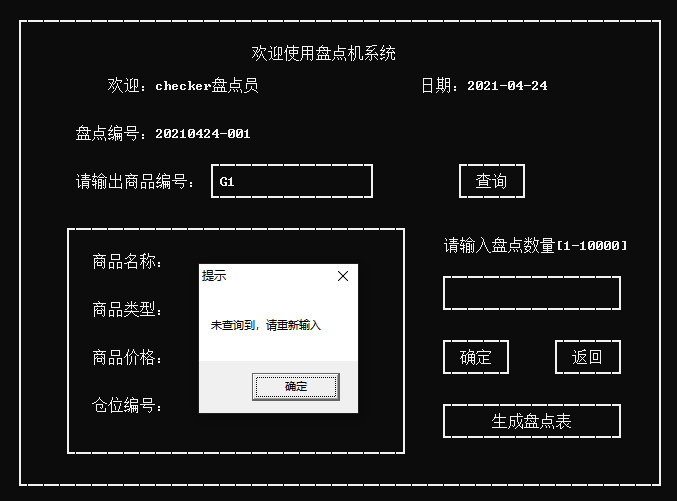 欢迎使用盘点机系统
欢迎：checker盘点员 日期：2021-04-24
盘点编号：20210424-001
请输出商品编号： G1 查询
请输入盘点数量[1-10000]
商品名称：
提示
商品类型：
未查询到，请重新输入
商品价格：
确定 返回
确定
仓位编号：
生成盘点表